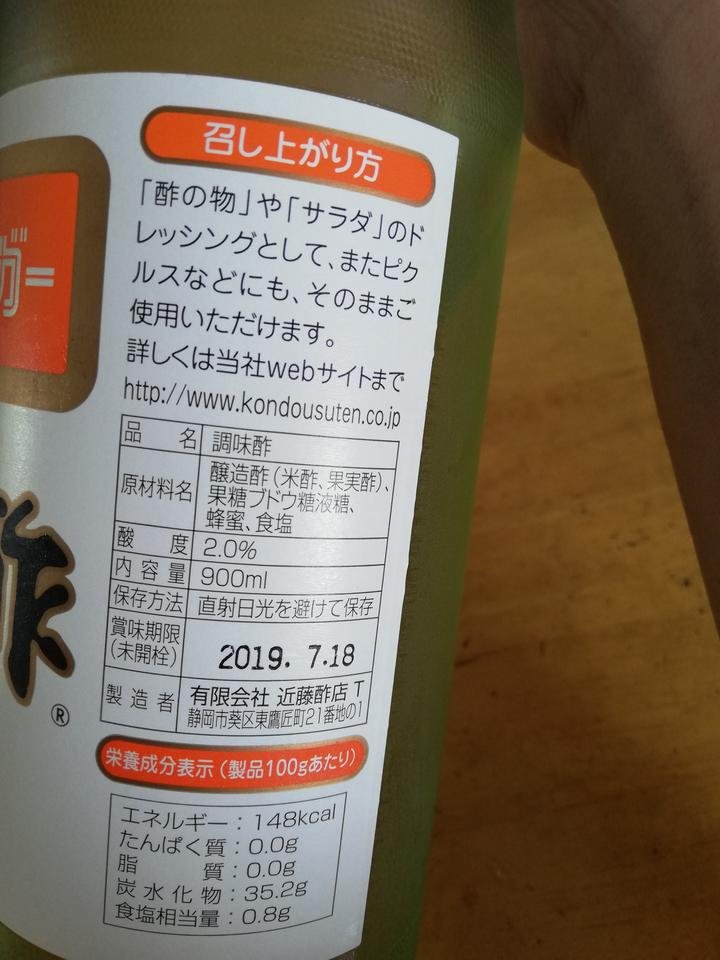 召し上がり方
「酢の物」や「サラダ」のド
レッシングとして、またピク
ルスなどにも、そのままご
使用いただけます。
詳しくは当社webサイトまで
http://www.kondousuten.co.jp
品名 調味酢
原材料名 醸造酢(米酢、果実酢)、
果糖ブドウ糖液糖、
蜂蜜、食塩
酸度 2.0%
内容量 900ml
保存方法 直射日光を避けて保存
賞味期限
(未開栓) 2019. 7.18
製造者 有限会社 近藤酢店 T
静岡市葵区東鷹匠町21番地の1
栄養成分表示(製品100gあたり)
エネルギー:148kcal
たんぱく質:0.0g
脂質:0.0g
炭水化物:35.2g
食塩相当量:0.8g
ガー
酢
®